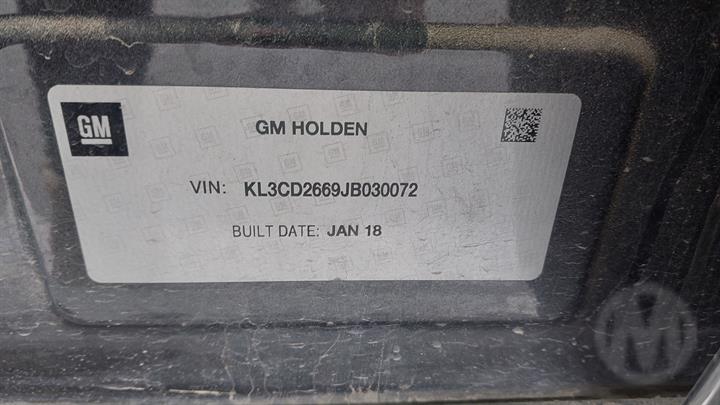 GM
GM HOLDEN
VIN: KL3CD2669JB030072
BUILT DATE: JAN 18
M